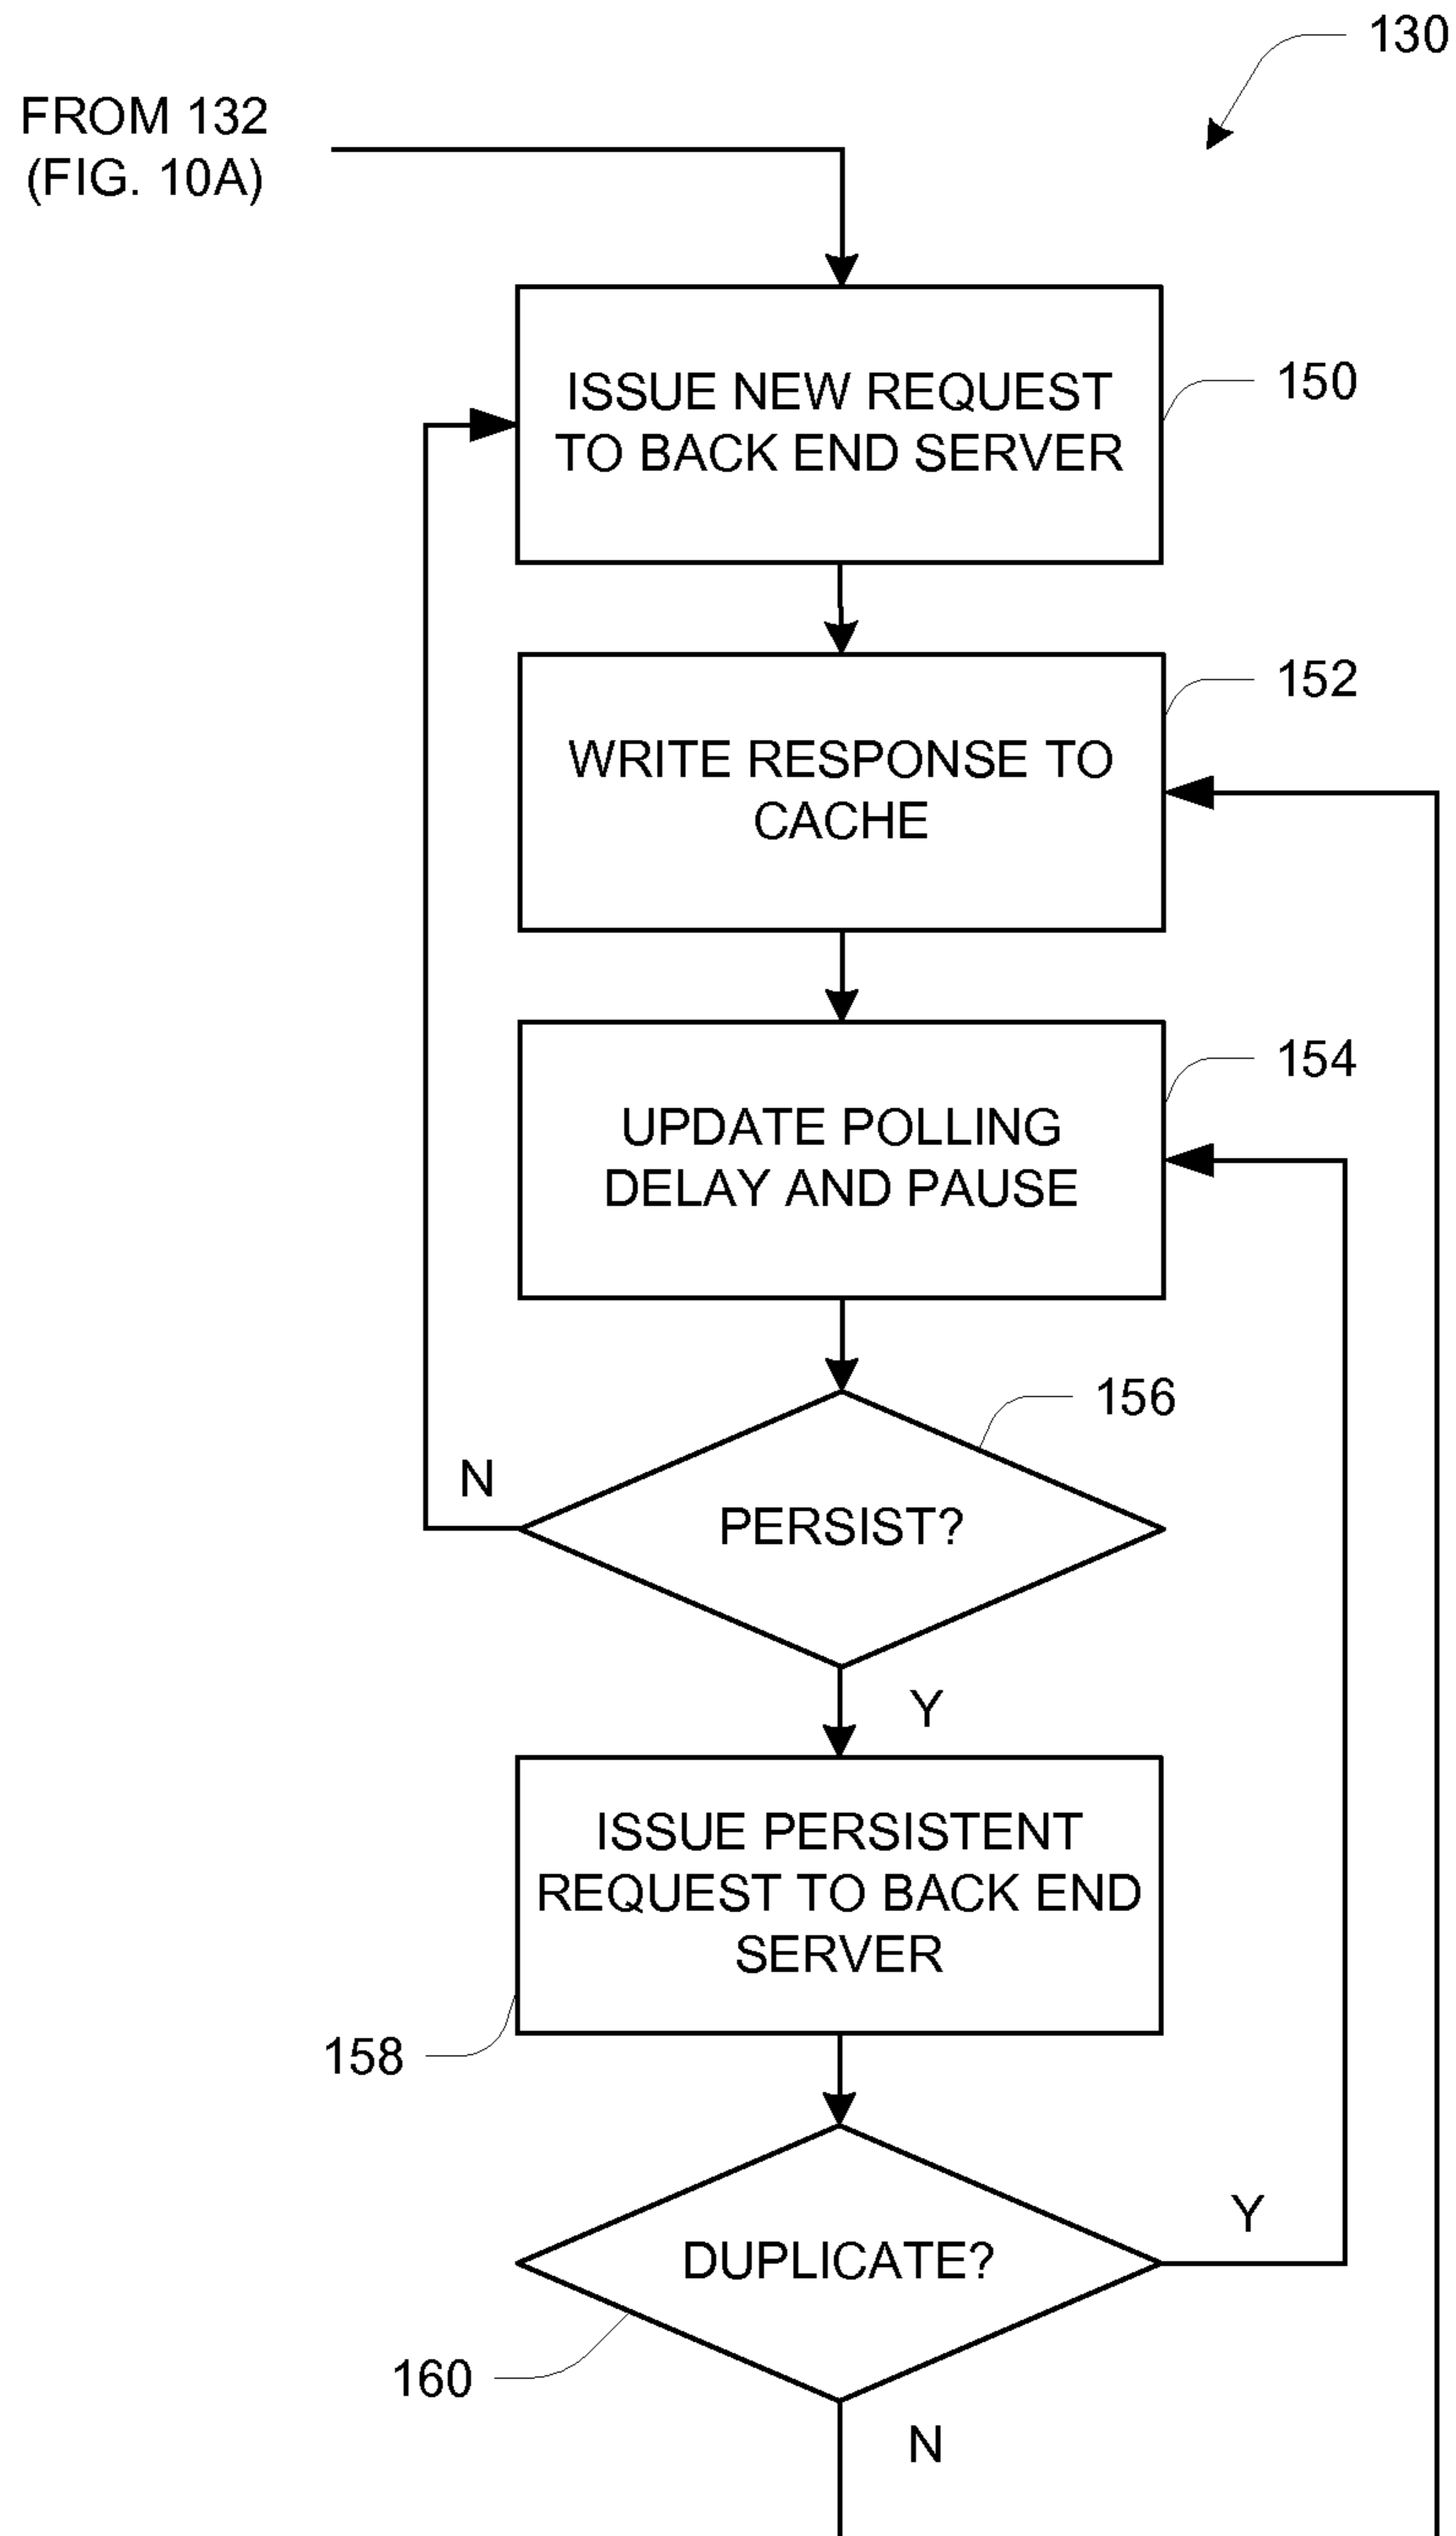 130
FROM 132
(FIG. 10A)
ISSUE NEW REQUEST
TO BACK END SERVER
150
WRITE RESPONSE TO
CACHE
152
UPDATE POLLING
DELAY AND PAUSE
154
PERSIST?
156
N
Y
ISSUE PERSISTENT
REQUEST TO BACK END
SERVER
158
DUPLICATE?
Y
160
N